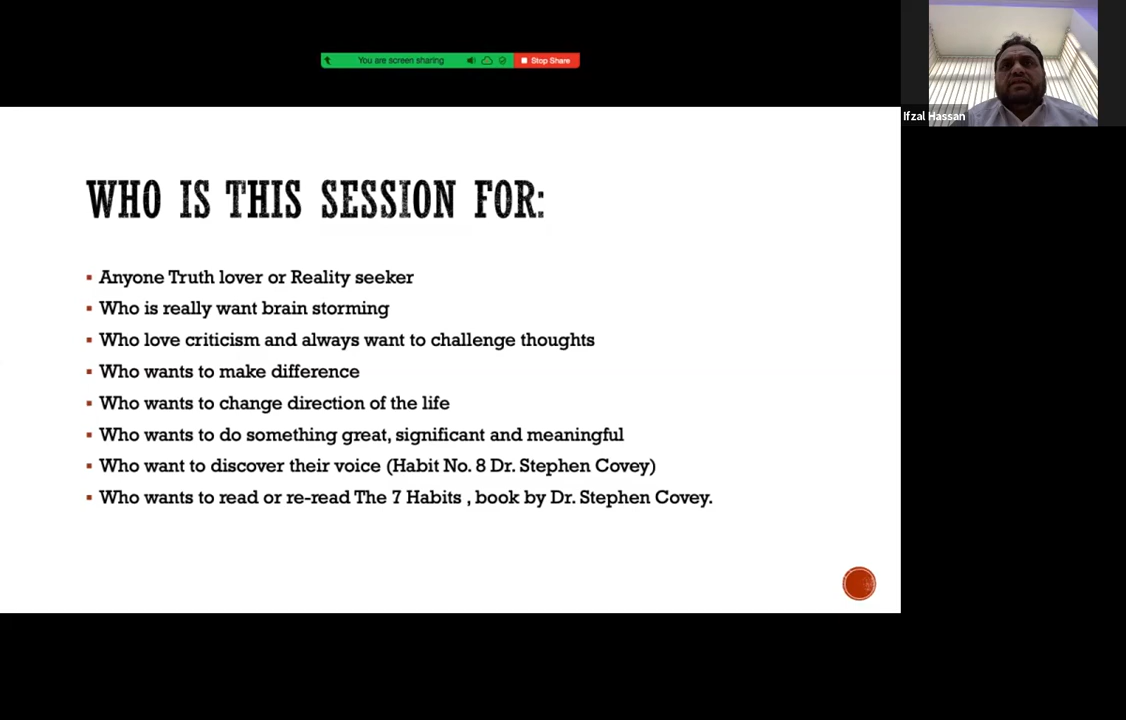 You are screen sharing
Stop Share
Ifzal Hassan
WHO IS THIS SESSION FOR:
Anyone Truth lover or Reality seeker
Who is really want brain storming
Who love criticism and always want to challenge thoughts
Who wants to make difference
Who wants to change direction of the life
Who wants to do something great, significant and meaningful
Who want to discover their voice (Habit No. 8 Dr. Stephen Covey)
Who wants to read or re-read The 7 Habits , book by Dr. Stephen Covey.